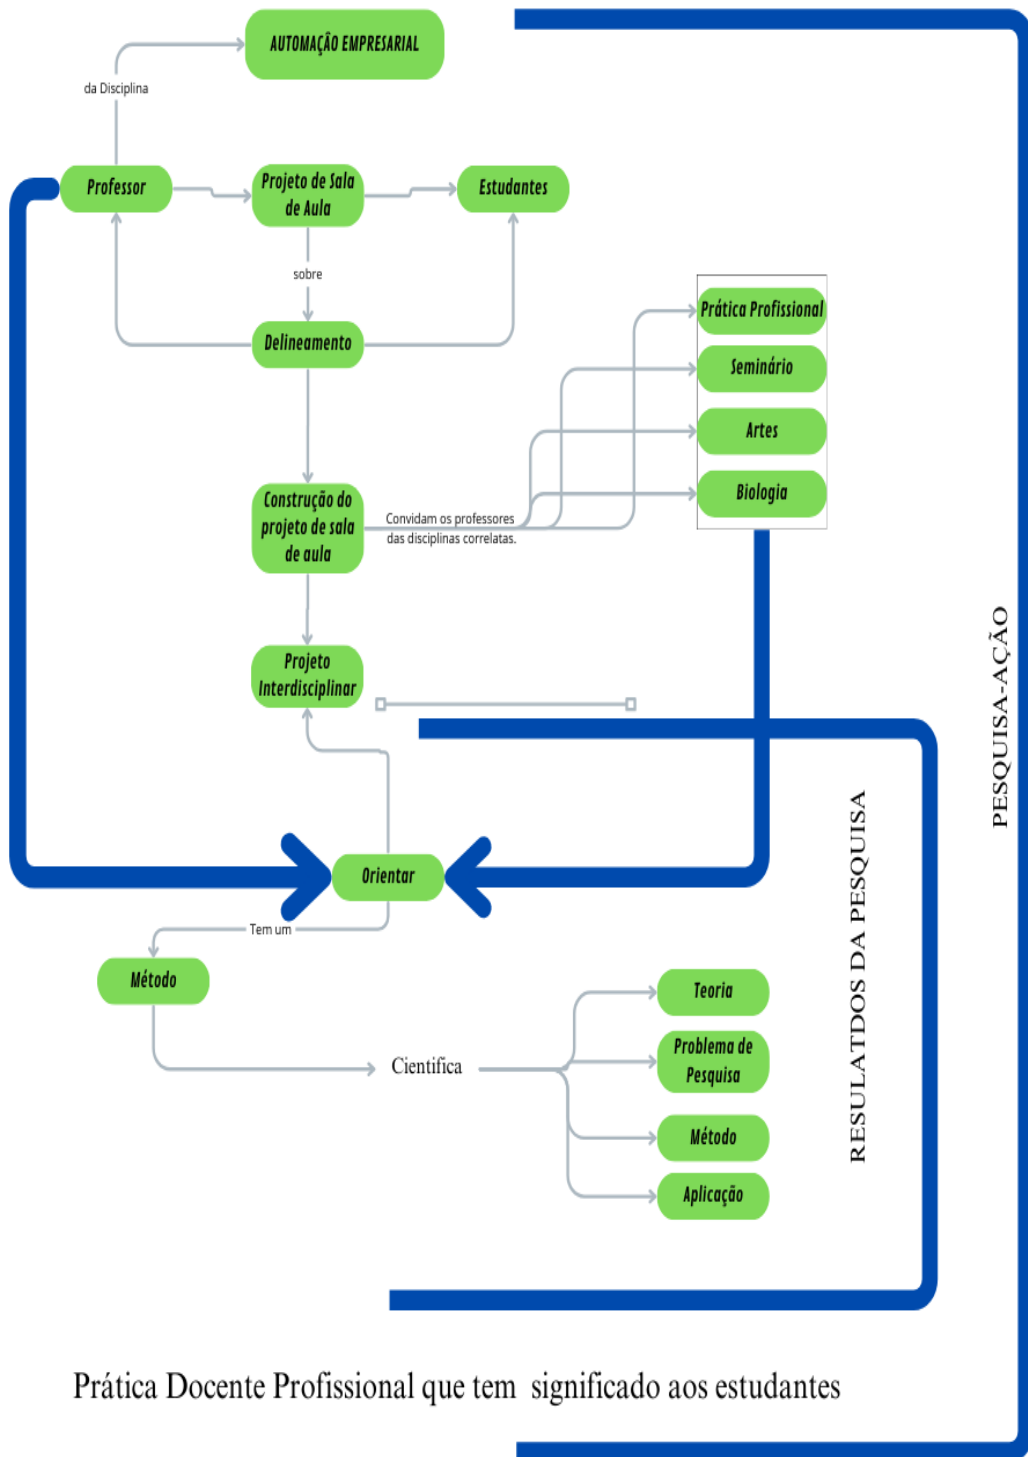 AUTOMAÇÂO EMPRESARIAL
da Disciplina
Professor
Projeto de Sala
de Aula
Estudantes
sobre
Delineamento
Prática Profissional
Seminário
Artes
Biologia
Construção do
projeto de sala
de aula
Convidam os professores
das disciplinas correlatas.
Projeto
Interdisciplinar
PESQUISA-AÇÃO
RESULATDOS DA PESQUISA
Orientar
Tem um
Método
Cientifica
Teoria
Problema de
Pesquisa
Método
Aplicação
Prática Docente Profissional que tem significado aos estudantes